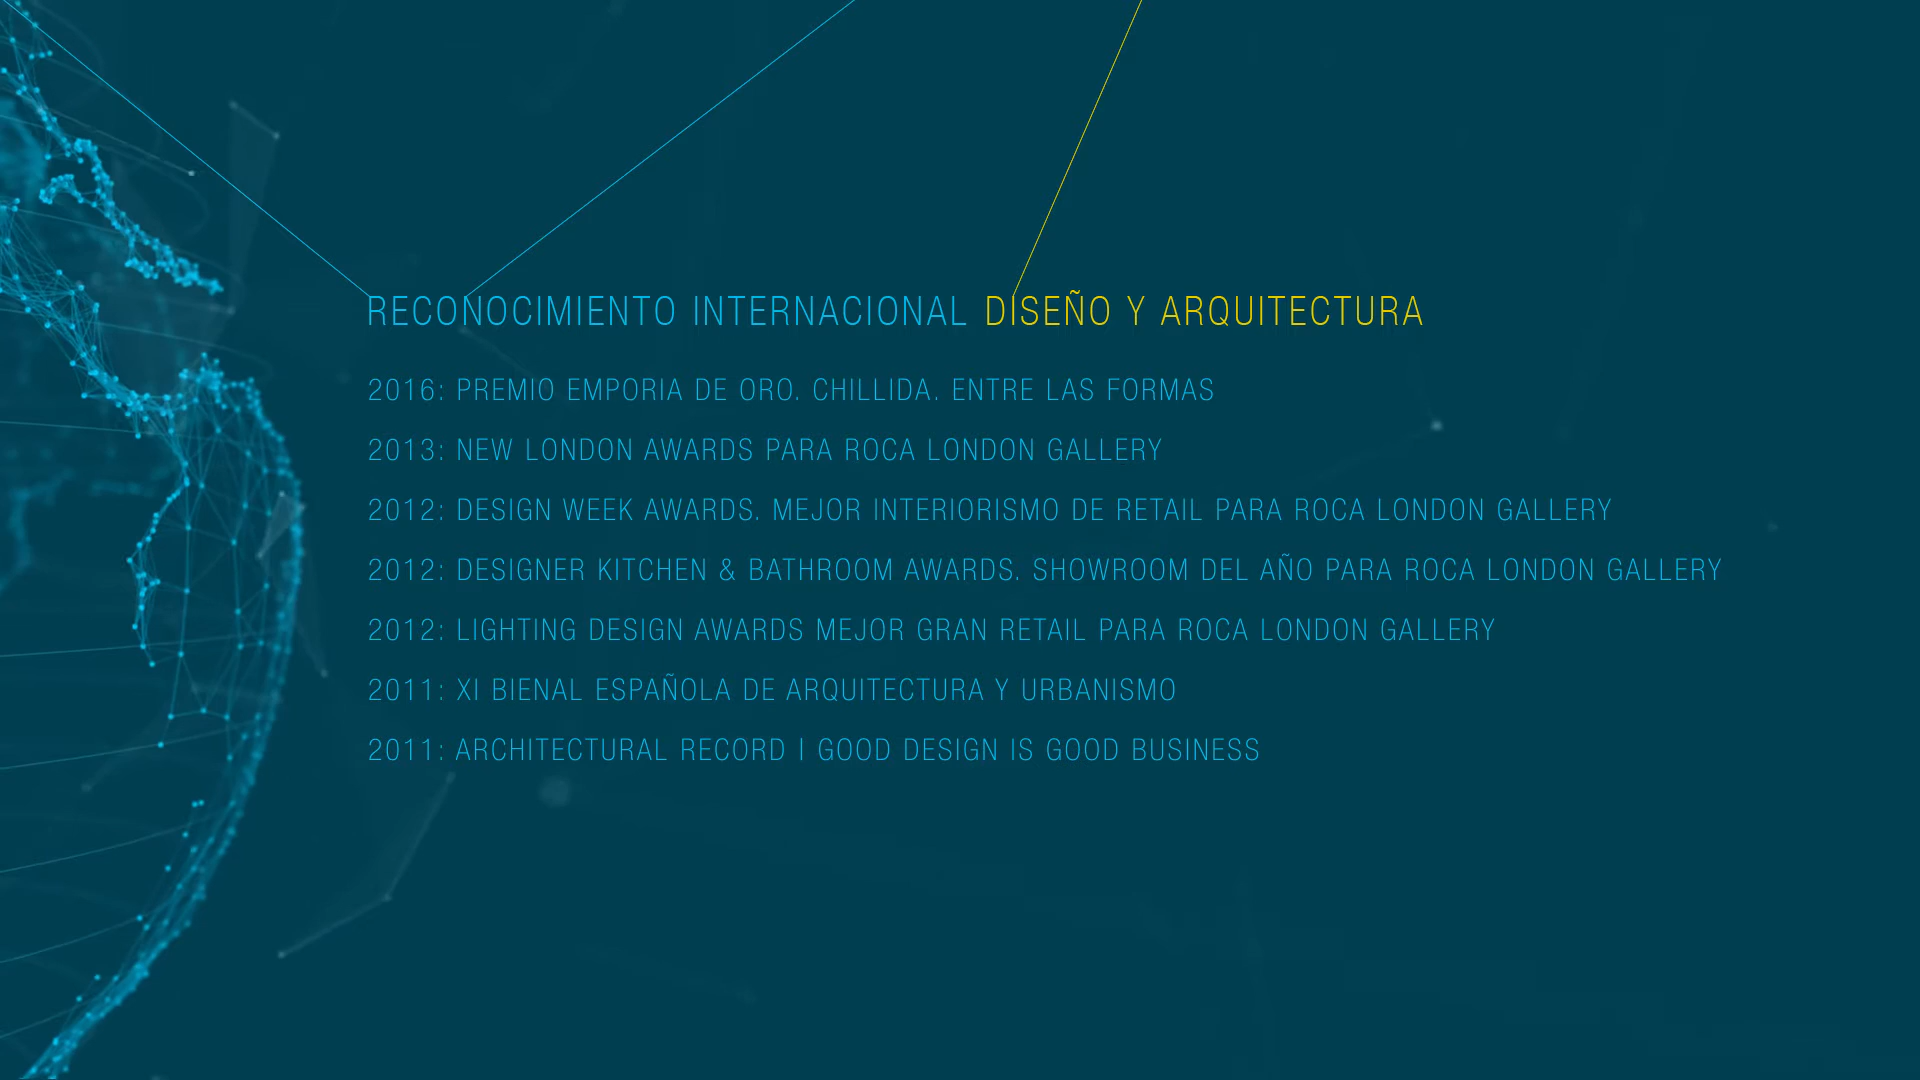 RECONOCIMIENTO INTERNACIONAL DISEÑO Y ARQUITECTURA
2016: PREMIO EMPORIA DE ORO. CHILLIDA. ENTRE LAS FORMAS
2013: NEW LONDON AWARDS PARA ROCA LONDON GALLERY
2012: DESIGN WEEK AWARDS. MEJOR INTERIORISMO DE RETAIL PARA ROCA LONDON GALLERY
2012: DESIGNER KITCHEN & BATHROOM AWARDS. SHOWROOM DEL AÑO PARA ROCA LONDON GALLERY
2012: LIGHTING DESIGN AWARDS MEJOR GRAN RETAIL PARA ROCA LONDON GALLERY
2011: XI BIENAL ESPAÑOLA DE ARQUITECTURA Y URBANISMO
2011: ARCHITECTURAL RECORD | GOOD DESIGN IS GOOD BUSINESS